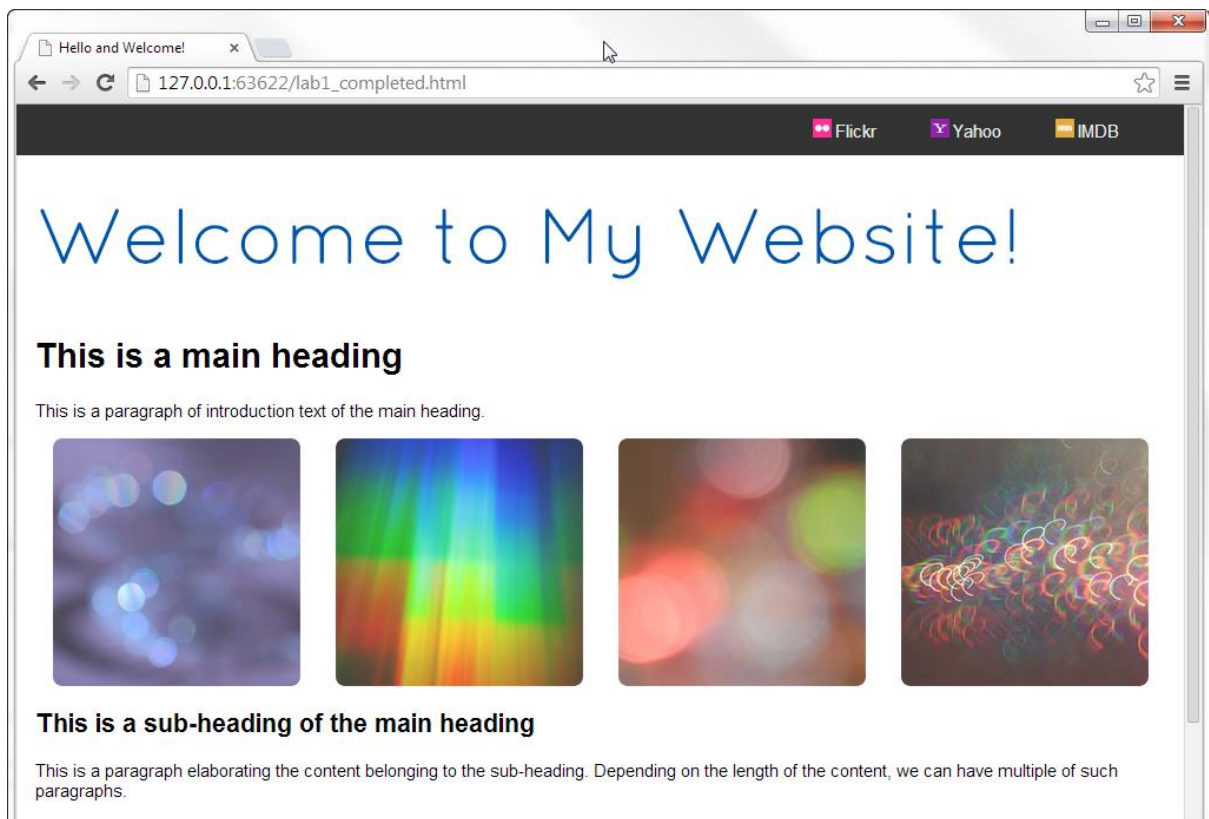 Hello and Welcome!
127.0.0.1:63622/lab1_completed.html
Flickr Yahoo IMDB
Welcome to My Website!
This is a main heading
This is a paragraph of introduction text of the main heading.
This is a sub-heading of the main heading
This is a paragraph elaborating the content belonging to the sub-heading. Depending on the length of the content, we can have multiple of such
paragraphs.